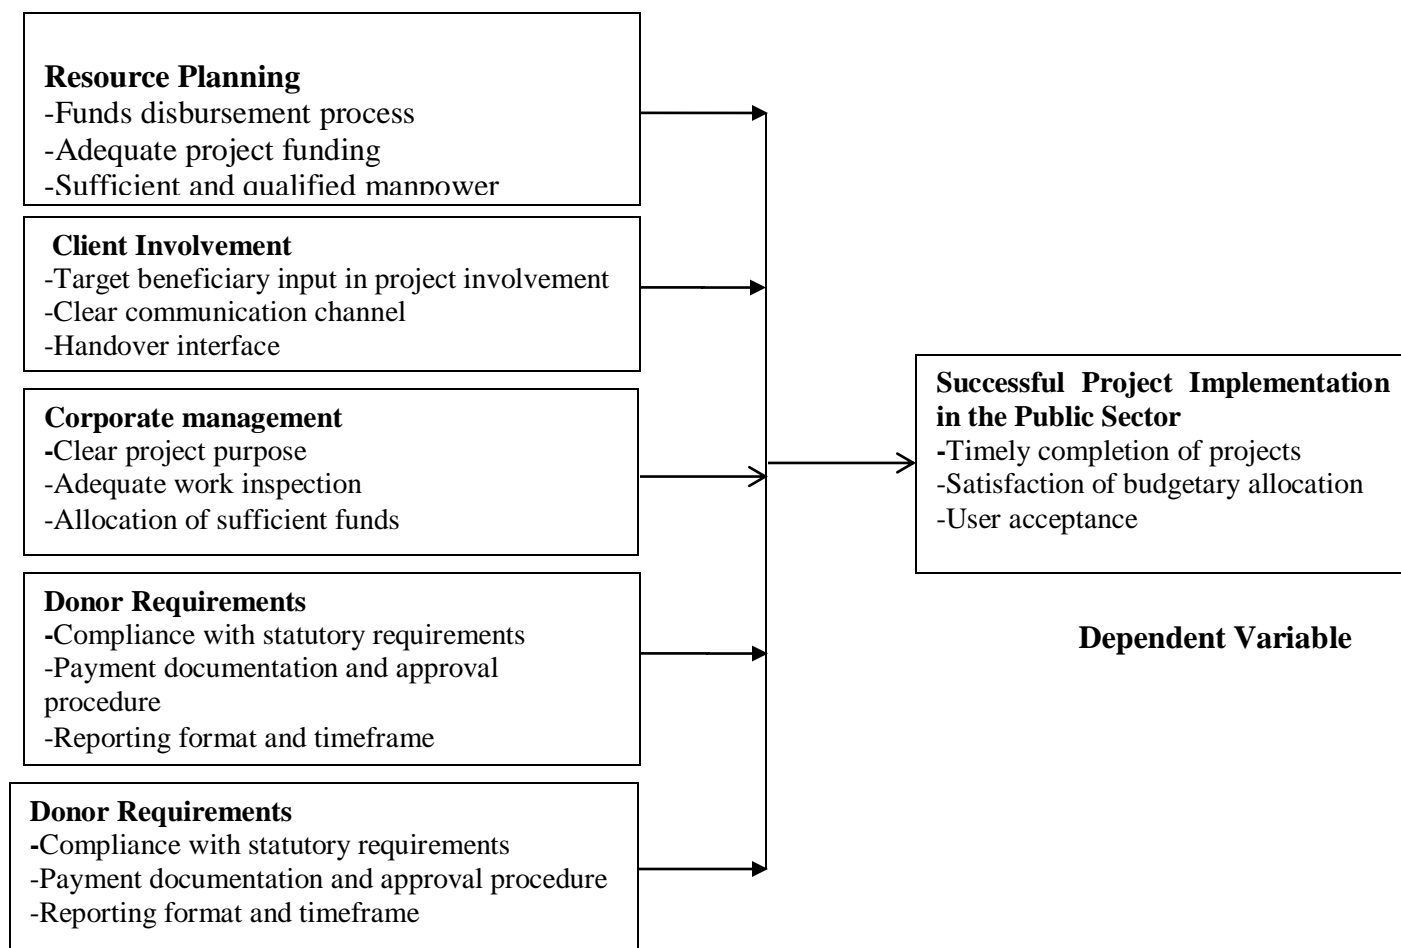 Resource Planning
-Funds disbursement process
-Adequate project funding
-Sufficient and qualified manpower
Client Involvement
-Target beneficiary input in project involvement
-Clear communication channel
-Handover interface
Corporate management
-Clear project purpose
-Adequate work inspection
-Allocation of sufficient funds
Donor Requirements
-Compliance with statutory requirements
-Payment documentation and approval
procedure
-Reporting format and timeframe
Donor Requirements
-Compliance with statutory requirements
-Payment documentation and approval procedure
-Reporting format and timeframe
Successful Project Implementation
in the Public Sector
-Timely completion of projects
-Satisfaction of budgetary allocation
-User acceptance
Dependent Variable